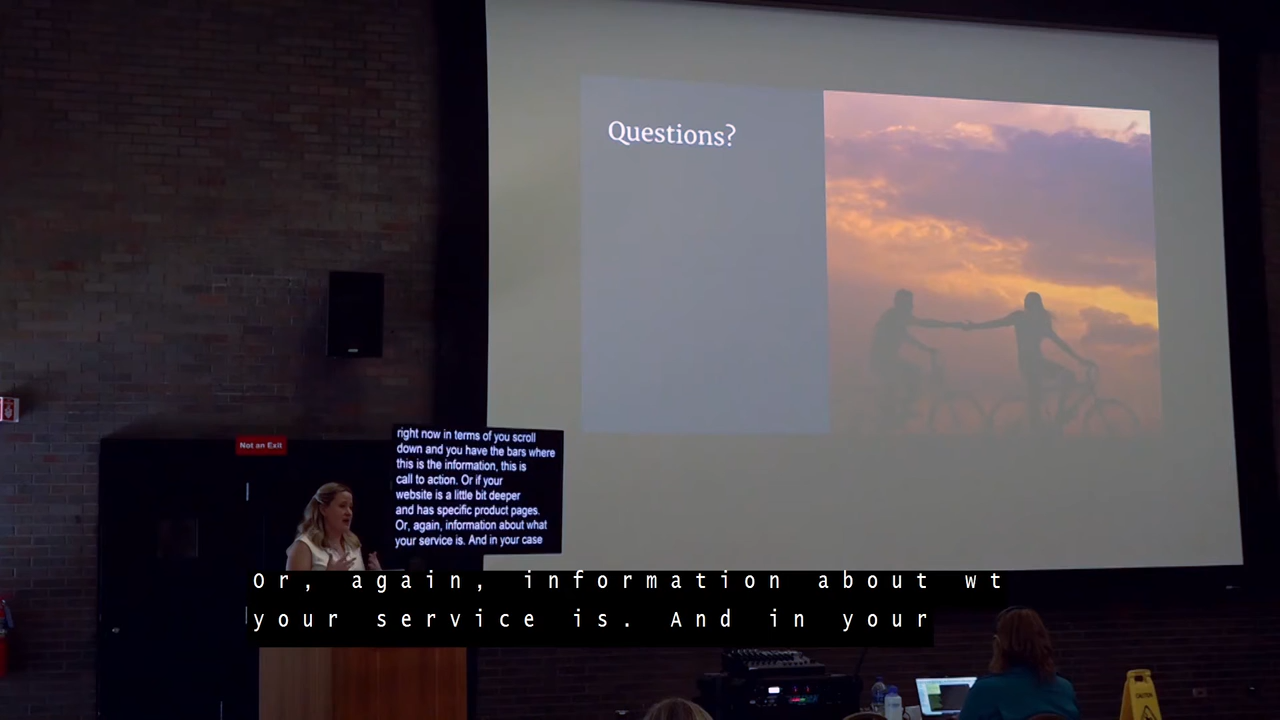 Questions?
Not an Exit
right now in terms of you scroll
down and you have the bars where
this is the information, this is
call to action. Or if your
website is a little bit deeper
and has specific product pages.
Or, again, information about what
your service is. And in your case
Or, again, information about wt
your service is. And in your
CAUTION